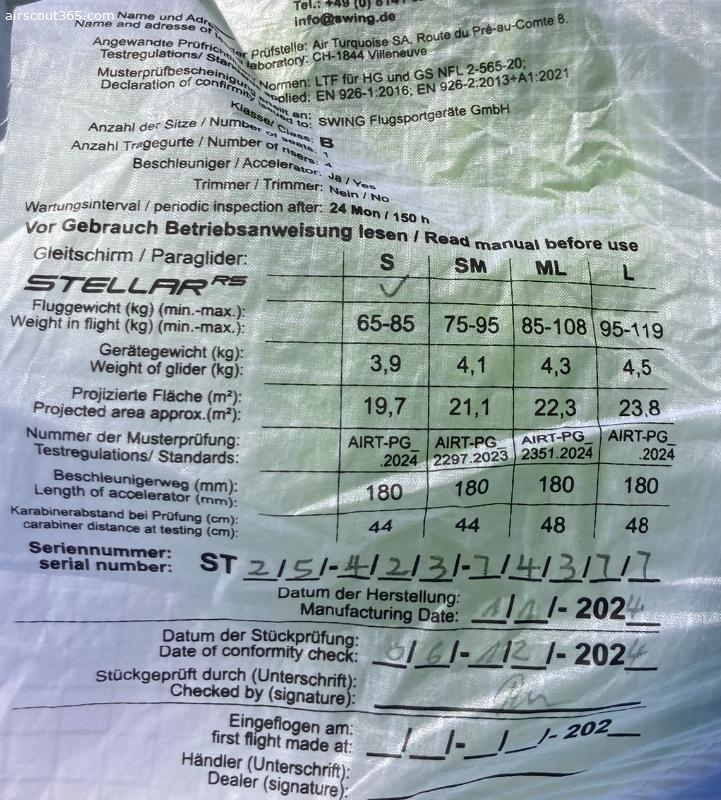 airscout365.com
Tel.: +49 (0) 8141
info@swing.de
Name und Adre
Name and adresse of
der Prüfstelle: Air Turquoise SA, Route du Pré-au-Comte 8.
laboratory: CH-1844 Villeneuve
Angewandte Prüfricht
Testregulations/ Standards
Normen: LTF für HG und GS NFL 2-565-20;
applied: EN 926-1:2016, EN 926-2:2013+A1:2021
Musterprüfbescheinigung
Declaration of conformity
an:
issued to: SWING Flugsportgeräte GmbH
Klasse/ Class: B
Anzahl der Sitze / Number of seats: 1
Anzahl Tragegurte / Number of risers: 4
Beschleuniger / Accelerator: Ja / Yes
Trimmer / Trimmer: Nein / No
Wartungsinterval / periodic inspection after: 24 Mon / 150 h
Vor Gebrauch Betriebsanweisung lesen / Read manual before use
Gleitschirm / Paraglider: S SM ML L
STELLAR RS ✓
Fluggewicht (kg) (min.-max.):
Weight in flight (kg) (min.-max.): 65-85 75-95 85-108 95-119
Gerätegewicht (kg):
Weight of glider (kg): 3,9 4,1 4,3 4,5
Projizierte Fläche (m²):
Projected area approx.(m²): 19,7 21,1 22,3 23,8
Nummer der Musterprüfung: AIRT-PG_ AIRT-PG_ AIRT-PG_ AIRT-PG_
Testregulations/ Standards: .2024 2297.2023 2351.2024 .2024
Beschleunigerweg (mm):
Length of accelerator (mm): 180 180 180 180
Karabinerabstand bei Prüfung (cm):
carabiner distance at testing (cm): 44 44 48 48
Seriennummer:
serial number: ST 2/5/-4/2/3/-7/4/3/7/7
Datum der Herstellung:
Manufacturing Date: 1/1/-2024
Datum der Stückprüfung:
Date of conformity check: 0/6/-1/2/-2024
Stückgeprüft durch (Unterschrift):
Checked by (signature):
Eingeflogen am:
first flight made at: _/_/-_/_/-202_
Händler (Unterschrift):
Dealer (signature):